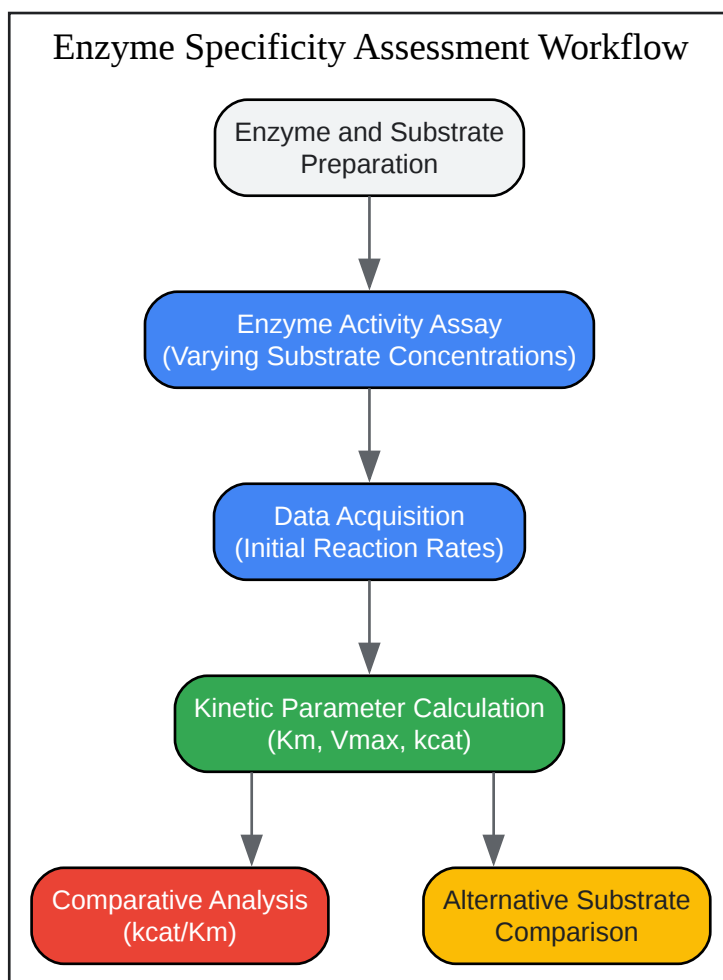 Enzyme Specificity Assessment Workflow
Enzyme and Substrate
Preparation
Enzyme Activity Assay
(Varying Substrate Concentrations)
Data Acquisition
(Initial Reaction Rates)
Kinetic Parameter Calculation
(Km, Vmax, kcat)
Comparative Analysis
(kcat/Km)
Alternative Substrate
Comparison